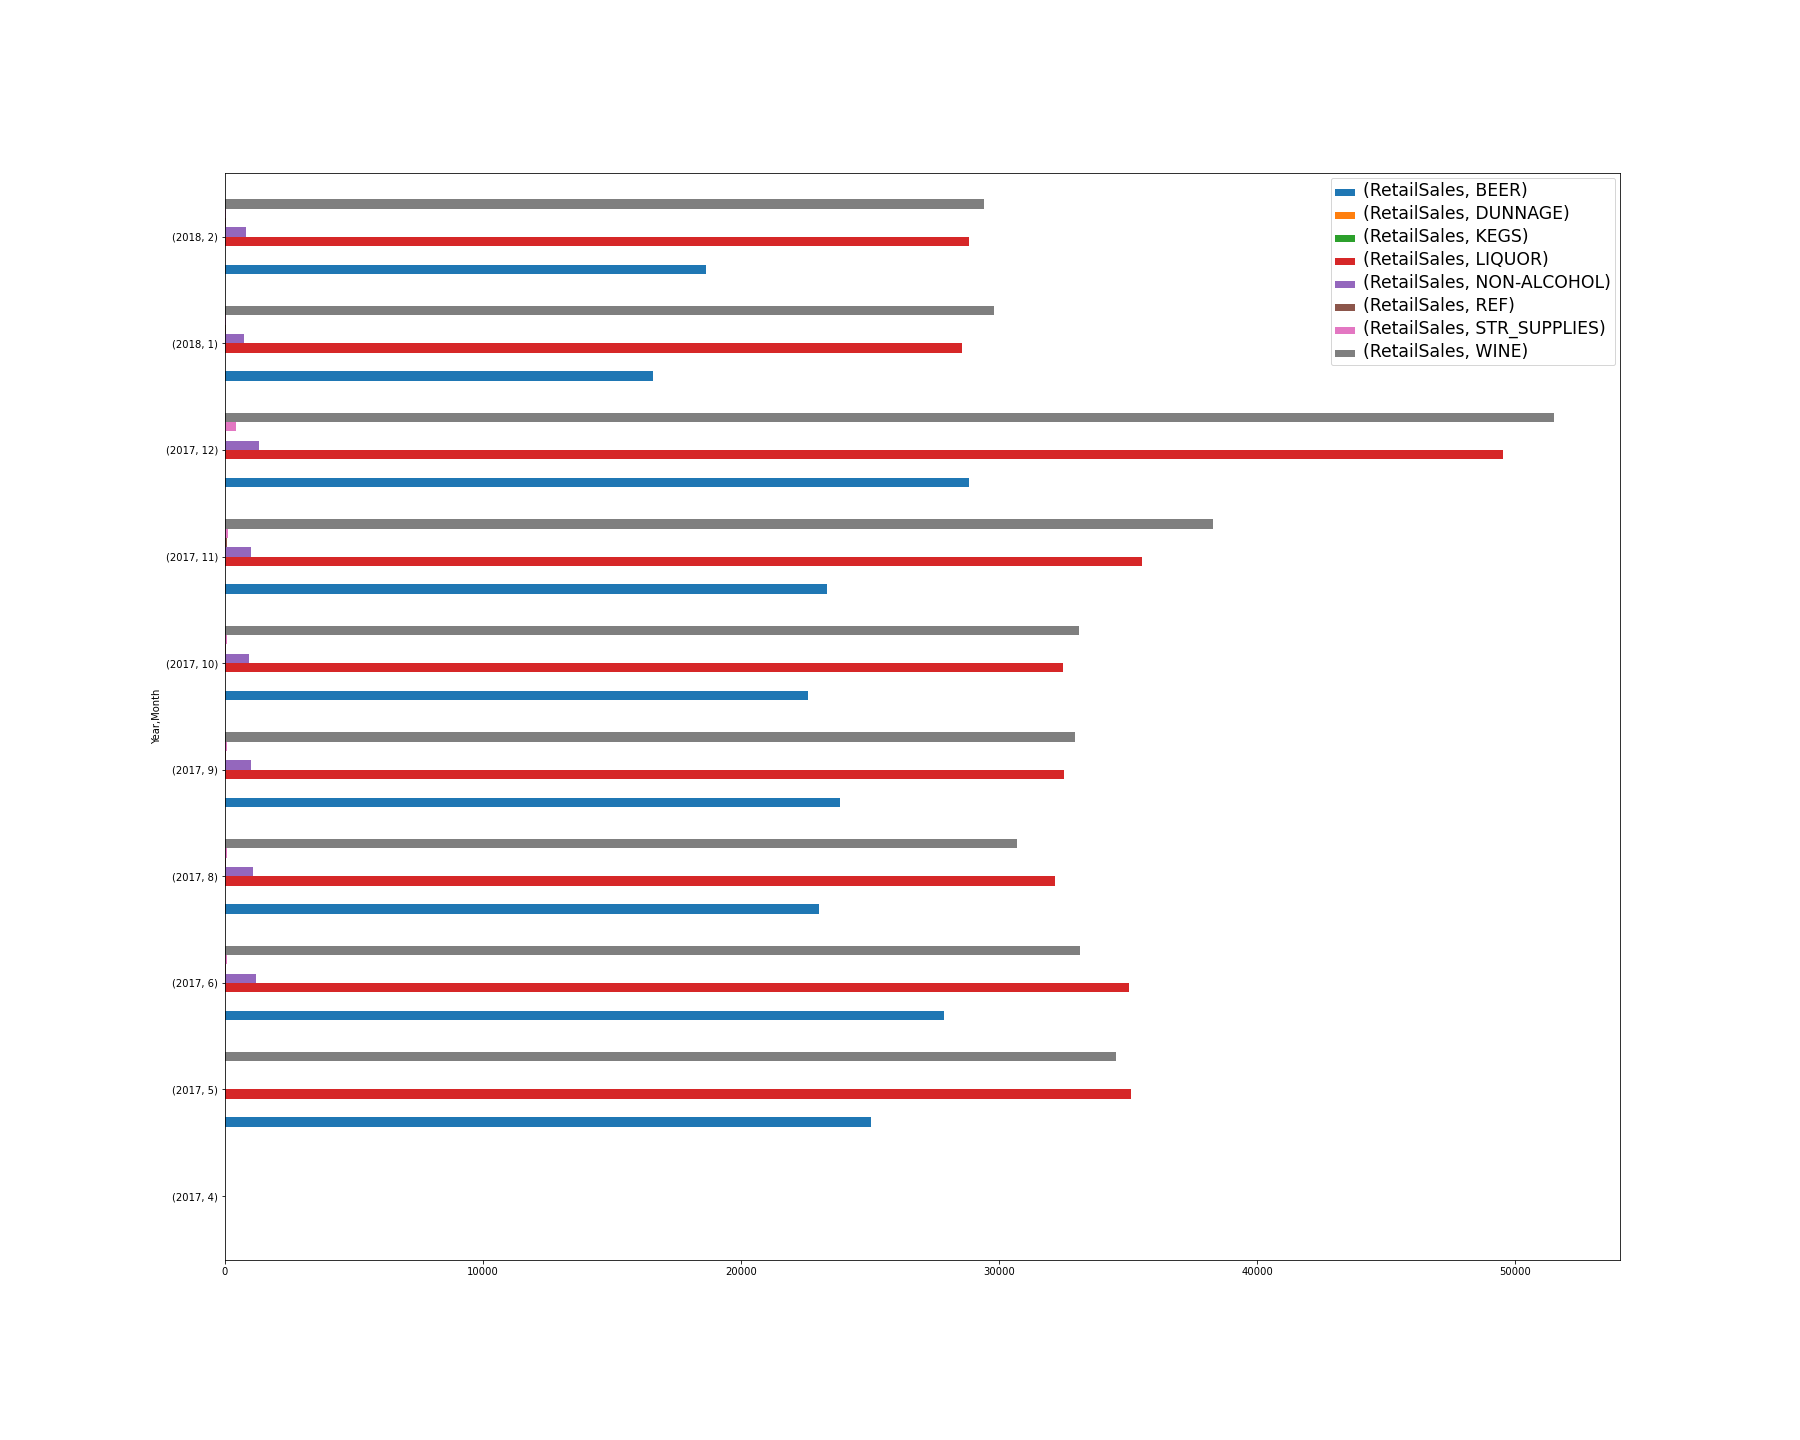 (RetailSales, BEER)
(RetailSales, DUNNAGE)
(RetailSales, KEGS)
(RetailSales, LIQUOR)
(RetailSales, NON-ALCOHOL)
(RetailSales, REF)
(RetailSales, STR_SUPPLIES)
(RetailSales, WINE)
Year,Month
(2018, 2)
(2018, 1)
(2017, 12)
(2017, 11)
(2017, 10)
(2017, 9)
(2017, 8)
(2017, 6)
(2017, 5)
(2017, 4)
0 10000 20000 30000 40000 50000